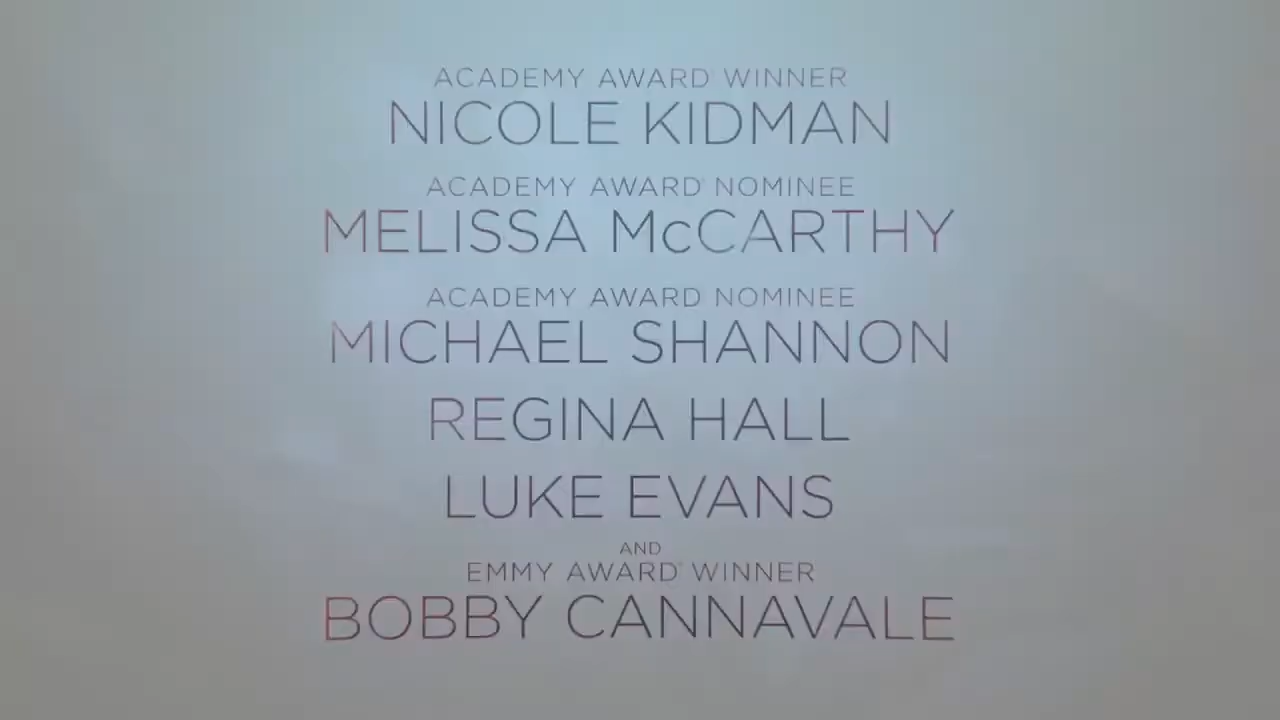 ACADEMY AWARD WINNER
NICOLE KIDMAN
ACADEMY AWARD NOMINEE
MELISSA McCARTHY
ACADEMY AWARD NOMINEE
MICHAEL SHANNON
REGINA HALL
LUKE EVANS
AND
EMMY AWARD WINNER
BOBBY CANNAVALE